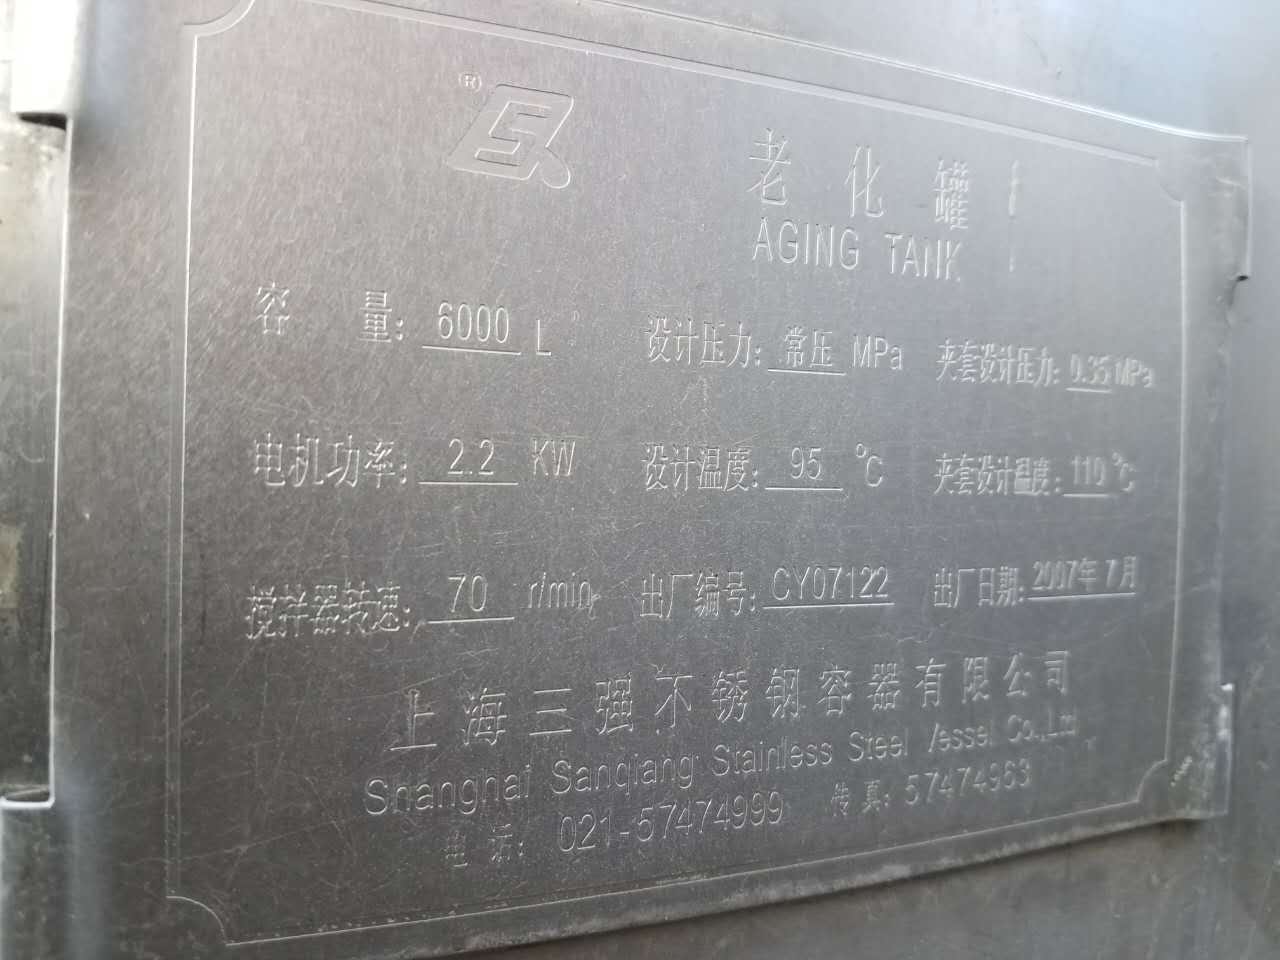 ®
老化罐
AGING TANK
容 量: 6000 L 设计压力: 常压 MPa 夹套设计压力: 0.35 MPa
电机功率: 2.2 KW 设计温度: 95 ℃ 夹套设计温度: 110 ℃
搅拌器转速: 70 r/min 出厂编号: CY07122 出厂日期: 2007年7月
上海三强不锈钢容器有限公司
Shanghai Sanqiang Stainless Steel Vessel Co.,Ltd
电 话: 021-57474999 传真: 57474963